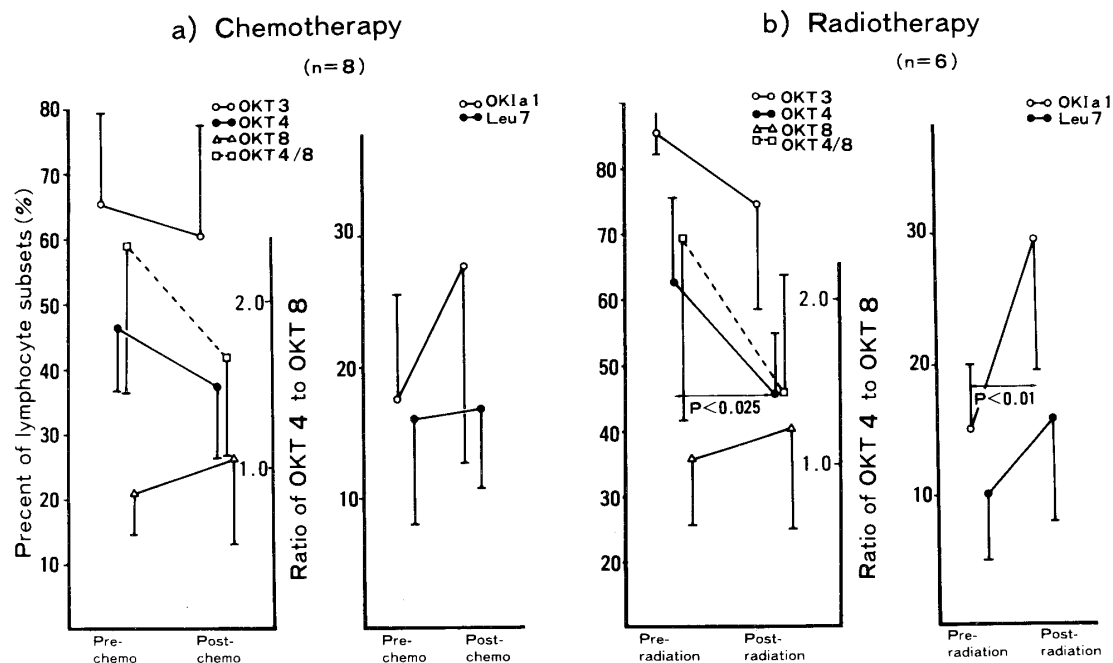 a) Chemotherapy
(n=8)
OKT 3
OKT 4
OKT 8
OKT 4/8
OKIa 1
Leu 7
Precent of lymphocyte subsets (%)
80
70
60
50
40
30
20
10
2.0
1.0
Ratio of OKT 4 to OKT 8
30
20
10
Pre-
chemo
Post-
chemo
Pre-
chemo
Post-
chemo
b) Radiotherapy
(n=6)
OKT 3
OKT 4
OKT 8
OKT 4/8
OKIa 1
Leu 7
80
70
60
50
40
30
20
2.0
1.0
P<0.025
Ratio of OKT 4 to OKT 8
30
20
10
P<0.01
Pre-
radiation
Post-
radiation
Pre-
radiation
Post-
radiation